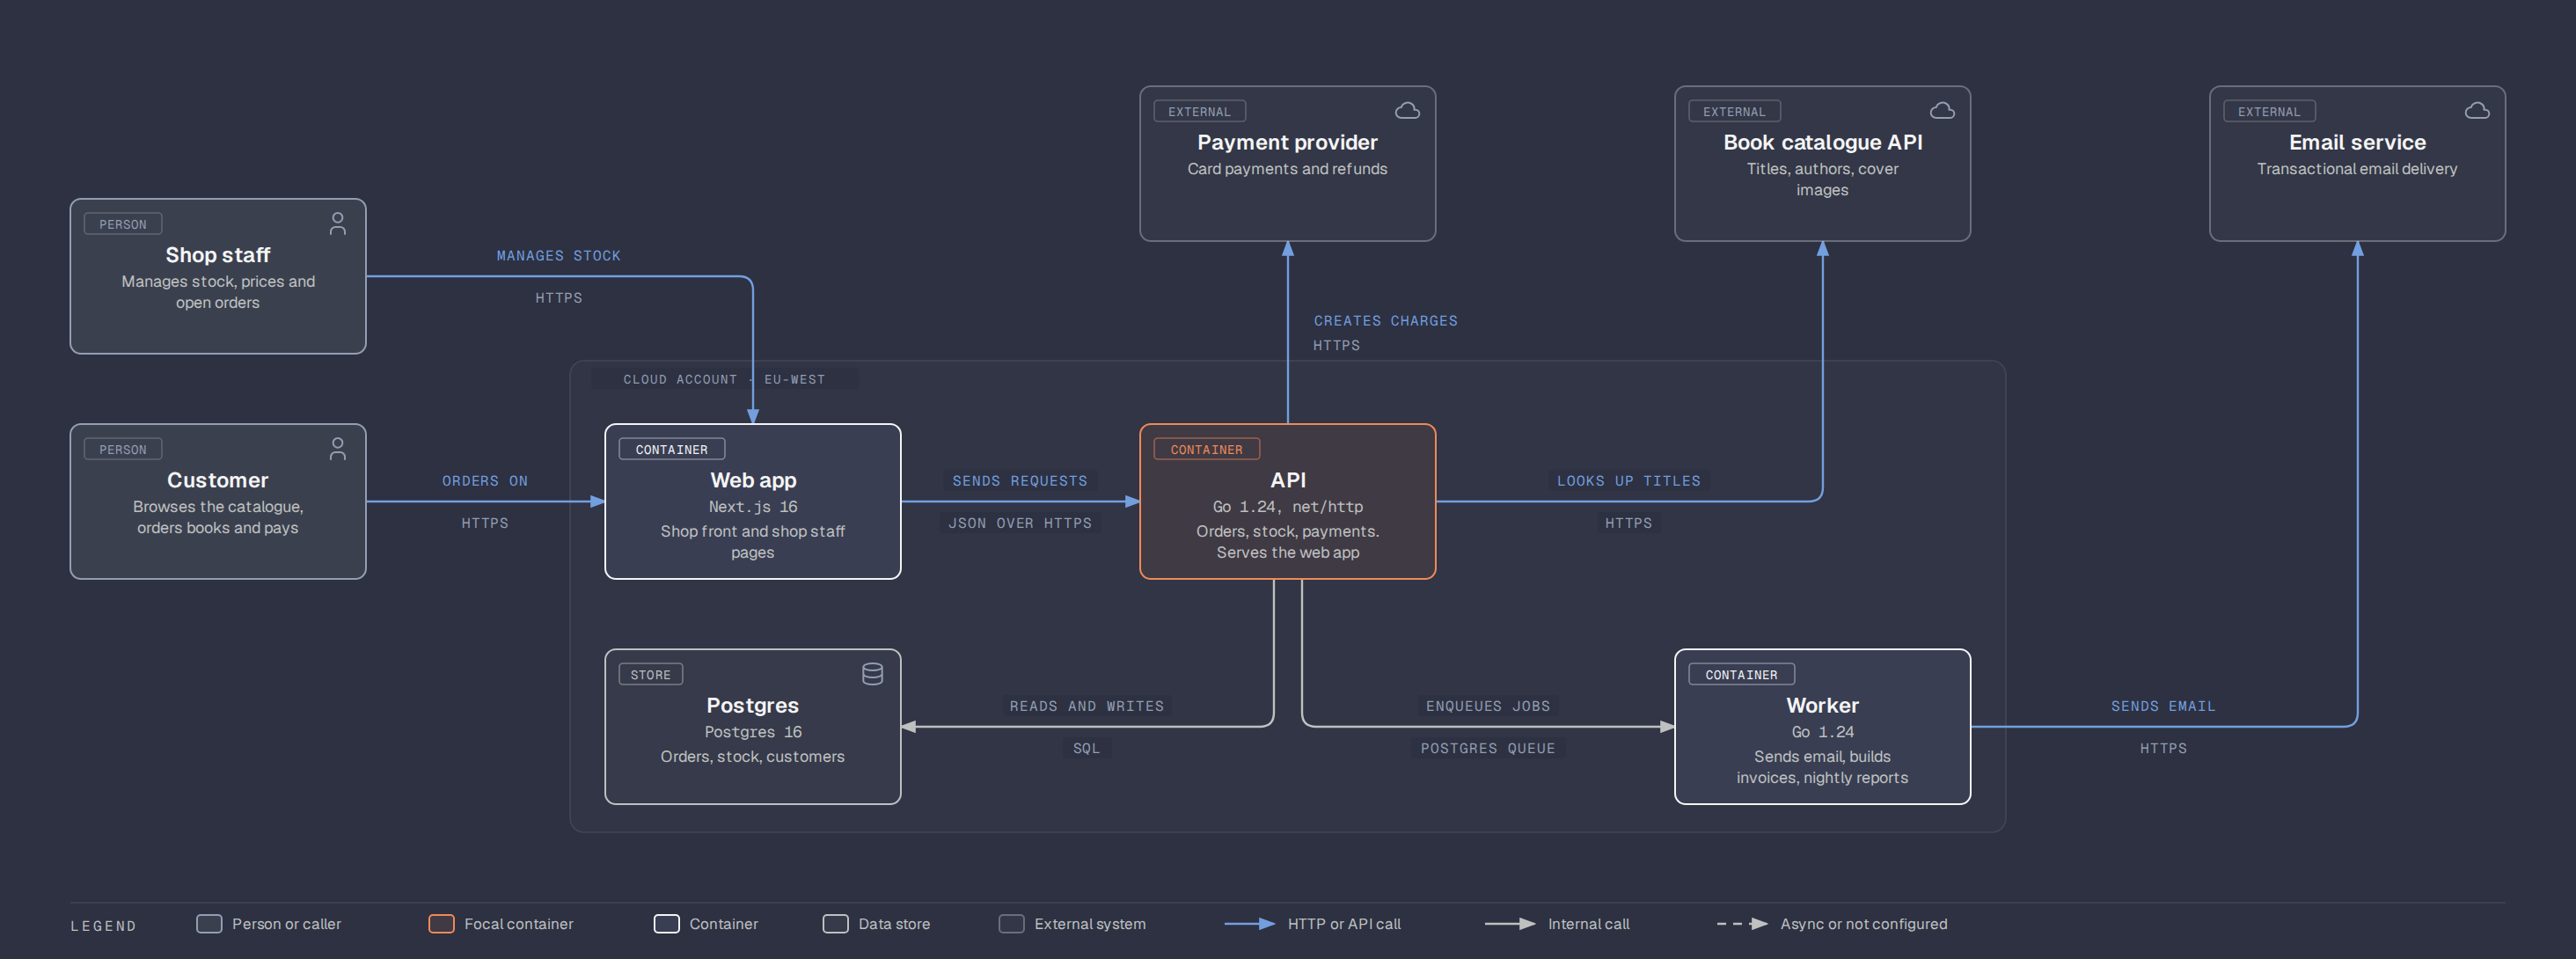 EXTERNAL
Payment provider
Card payments and refunds
EXTERNAL
Book catalogue API
Titles, authors, cover
images
EXTERNAL
Email service
Transactional email delivery
PERSON
Shop staff
Manages stock, prices and
open orders
MANAGES STOCK
HTTPS
CREATES CHARGES
HTTPS
CLOUD ACCOUNT · EU-WEST
PERSON
Customer
Browses the catalogue,
orders books and pays
ORDERS ON
HTTPS
CONTAINER
Web app
Next.js 16
Shop front and shop staff
pages
SENDS REQUESTS
JSON OVER HTTPS
CONTAINER
API
Go 1.24, net/http
Orders, stock, payments.
Serves the web app
LOOKS UP TITLES
HTTPS
STORE
Postgres
Postgres 16
Orders, stock, customers
READS AND WRITES
SQL
ENQUEUES JOBS
POSTGRES QUEUE
CONTAINER
Worker
Go 1.24
Sends email, builds
invoices, nightly reports
SENDS EMAIL
HTTPS
LEGEND
Person or caller
Focal container
Container
Data store
External system
HTTP or API call
Internal call
Async or not configured